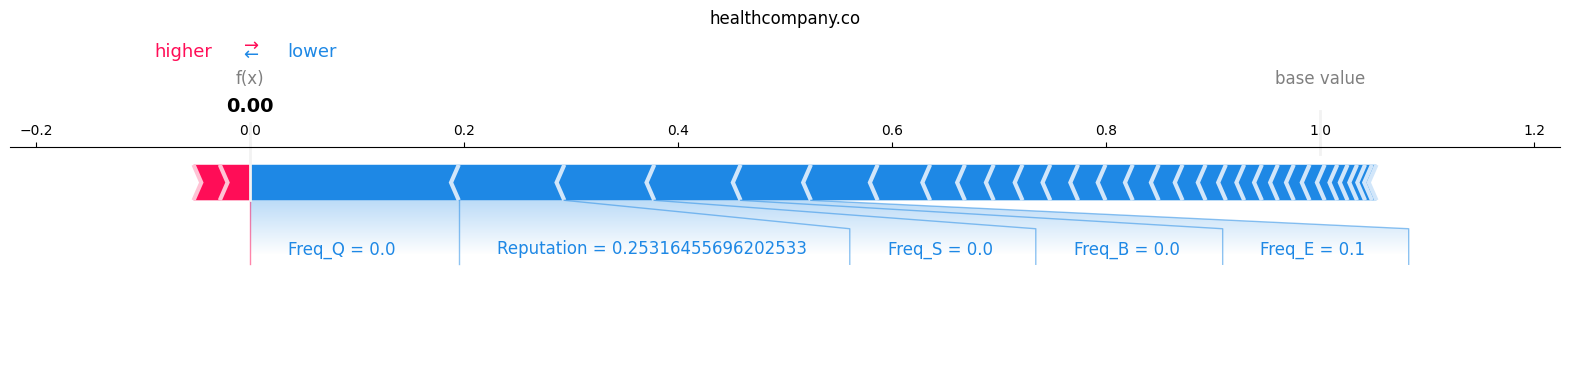 healthcompany.co
higher ⇄ lower
f(x) base value
0.00
−0.2 0.0 0.2 0.4 0.6 0.8 1.0 1.2
Freq_Q = 0.0 Reputation = 0.25316455696202533 Freq_S = 0.0 Freq_B = 0.0 Freq_E = 0.1